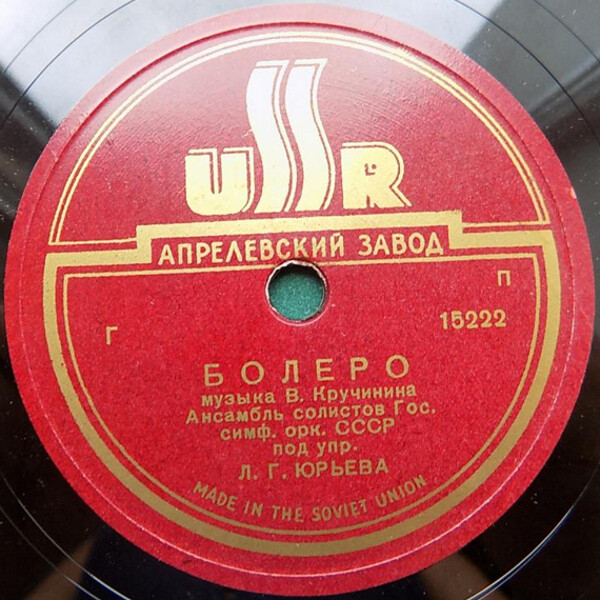 USSR
АПРЕЛЕВСКИЙ ЗАВОД
П
Г
15222
БОЛЕРО
музыка В. Кручинина
Ансамбль солистов Гос.
симф. орк. СССР
под упр.
Л. Г. ЮРЬЕВА
MADE IN THE SOVIET UNION